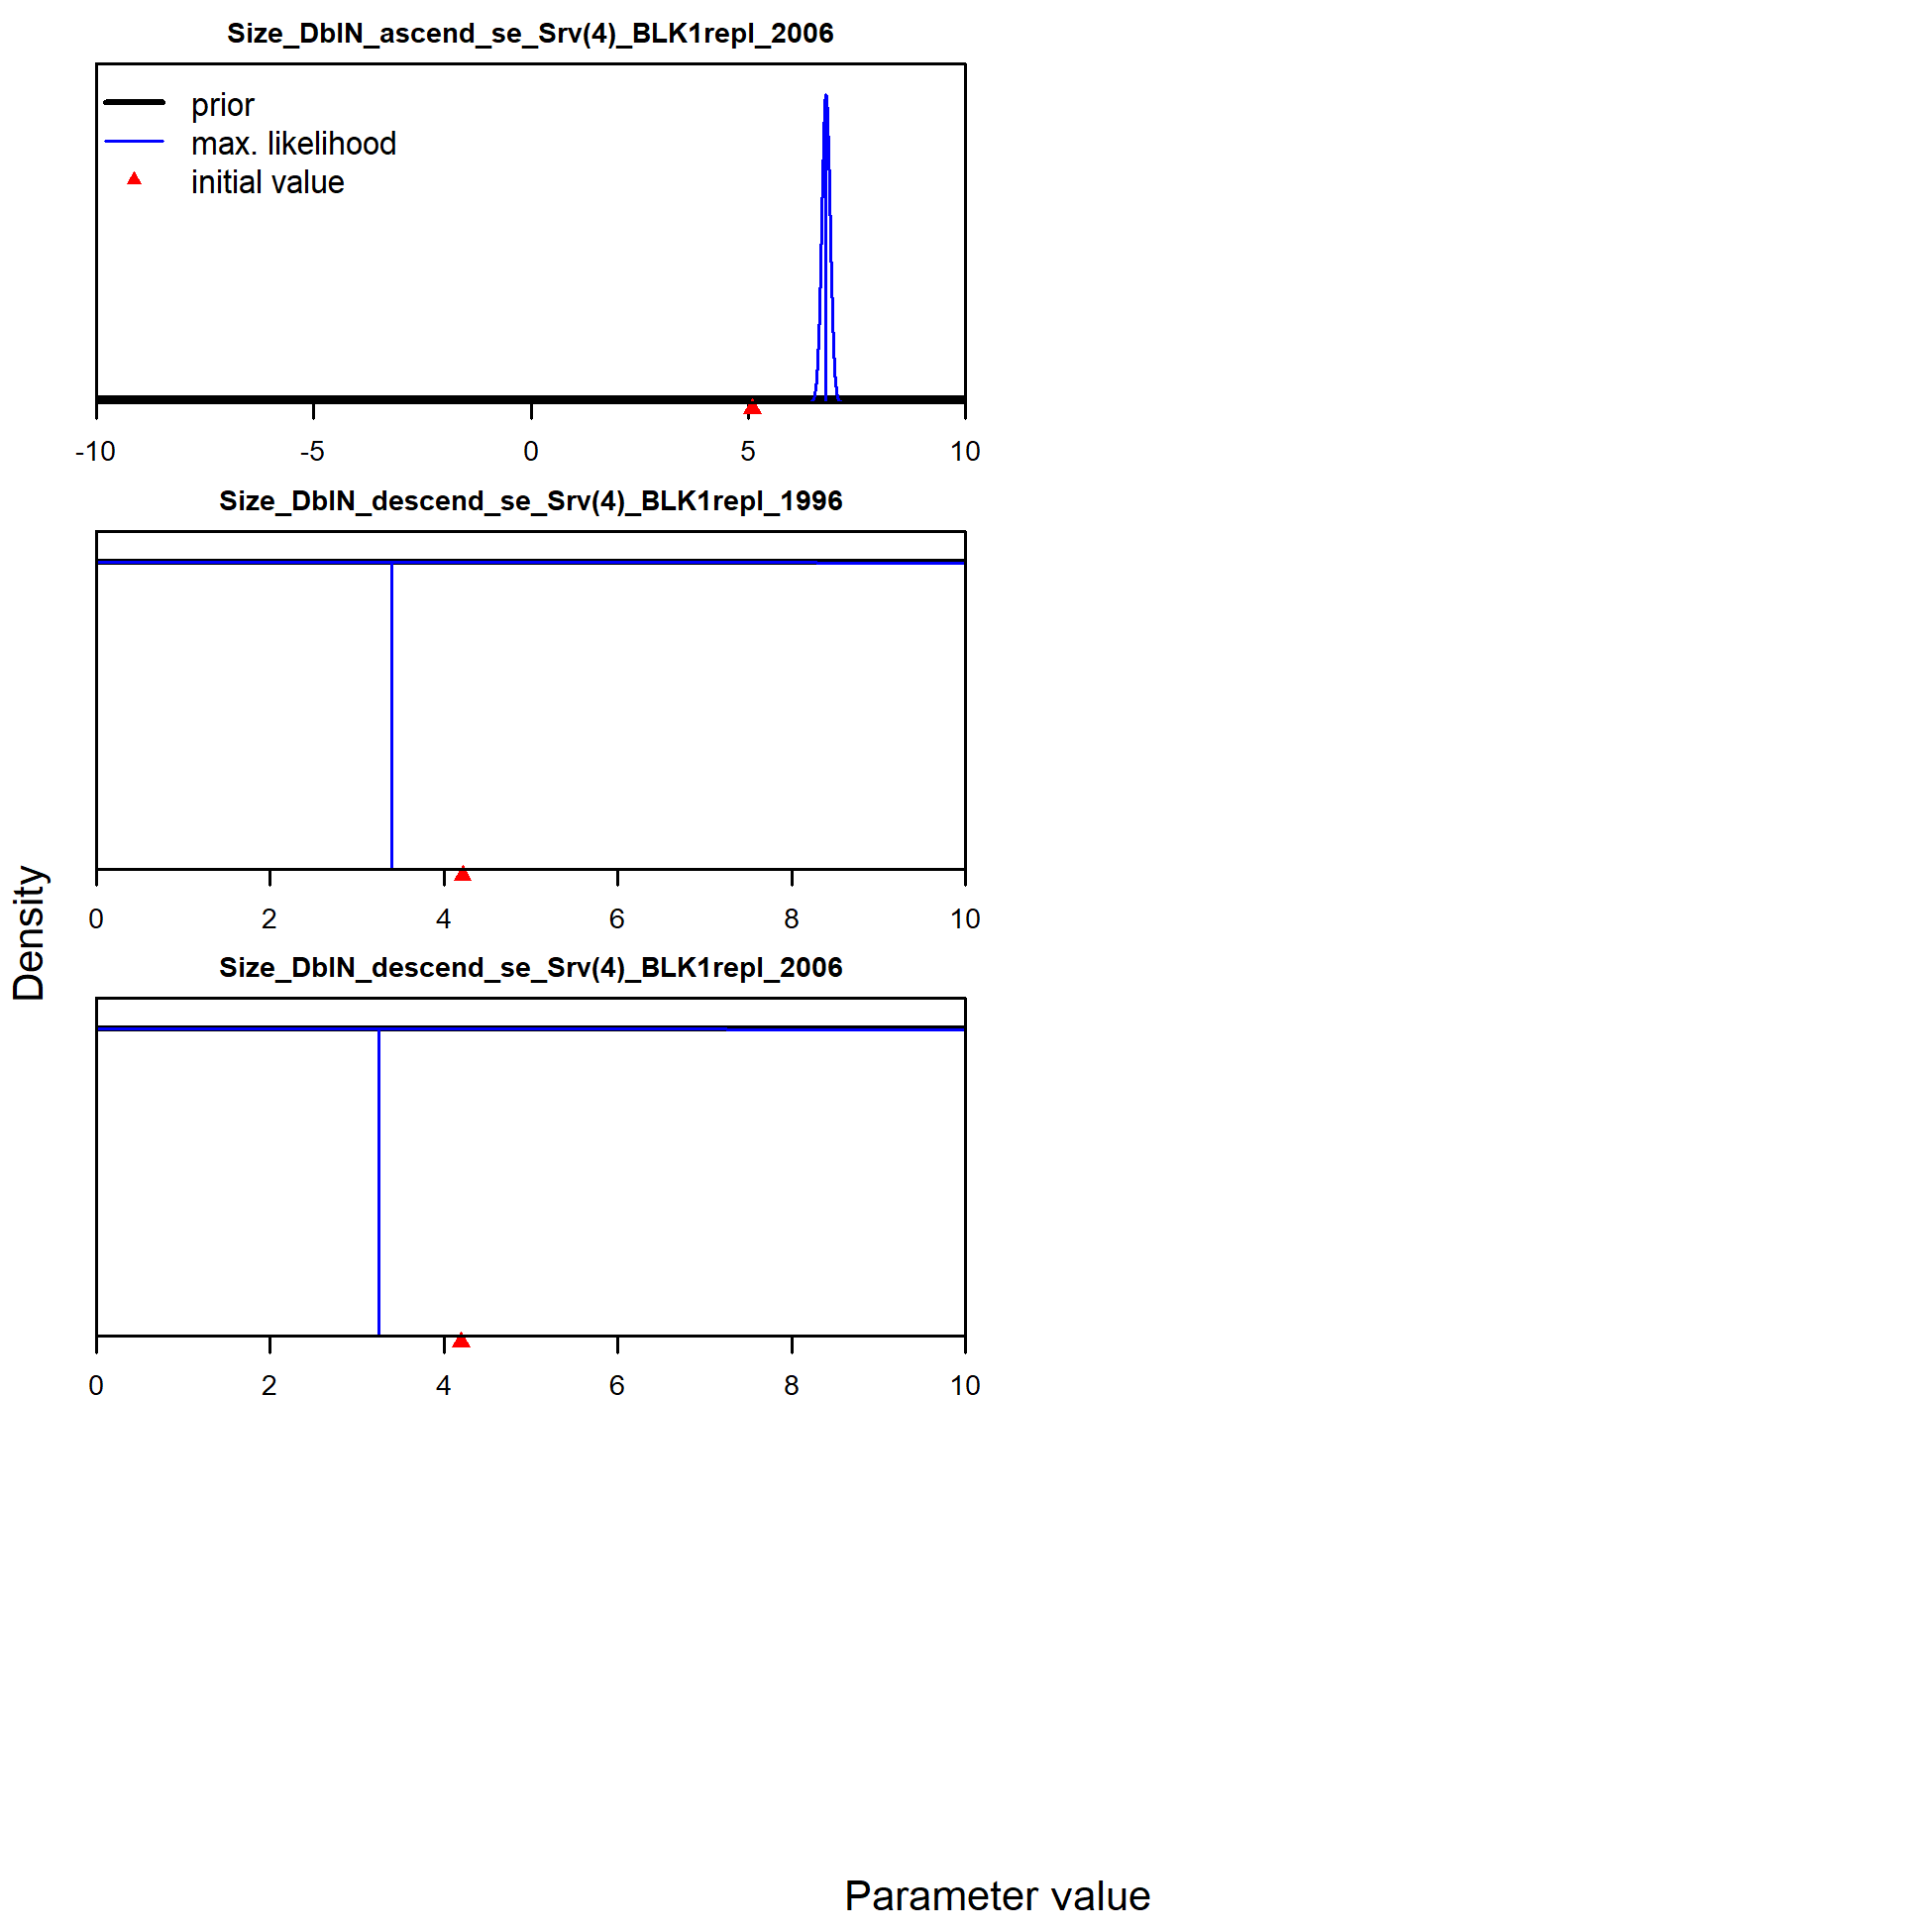 Size_DblN_ascend_se_Srv(4)_BLK1repl_2006
prior
max. likelihood
initial value
-10 -5 0 5 10
Size_DblN_descend_se_Srv(4)_BLK1repl_1996
0 2 4 6 8 10
Size_DblN_descend_se_Srv(4)_BLK1repl_2006
0 2 4 6 8 10
Density
Parameter value